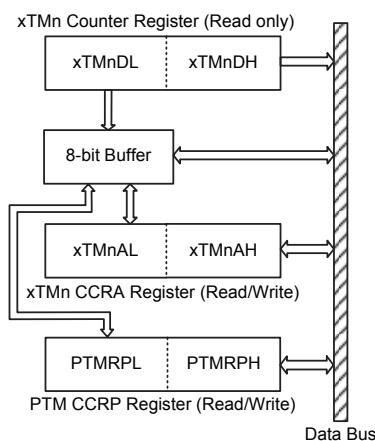 xTMn Counter Register (Read only)
xTMnDL xTMnDH
8-bit Buffer
xTMnAL xTMnAH
xTMn CCRA Register (Read/Write)
PTMRPL PTMRPH
PTM CCRP Register (Read/Write)
Data Bus